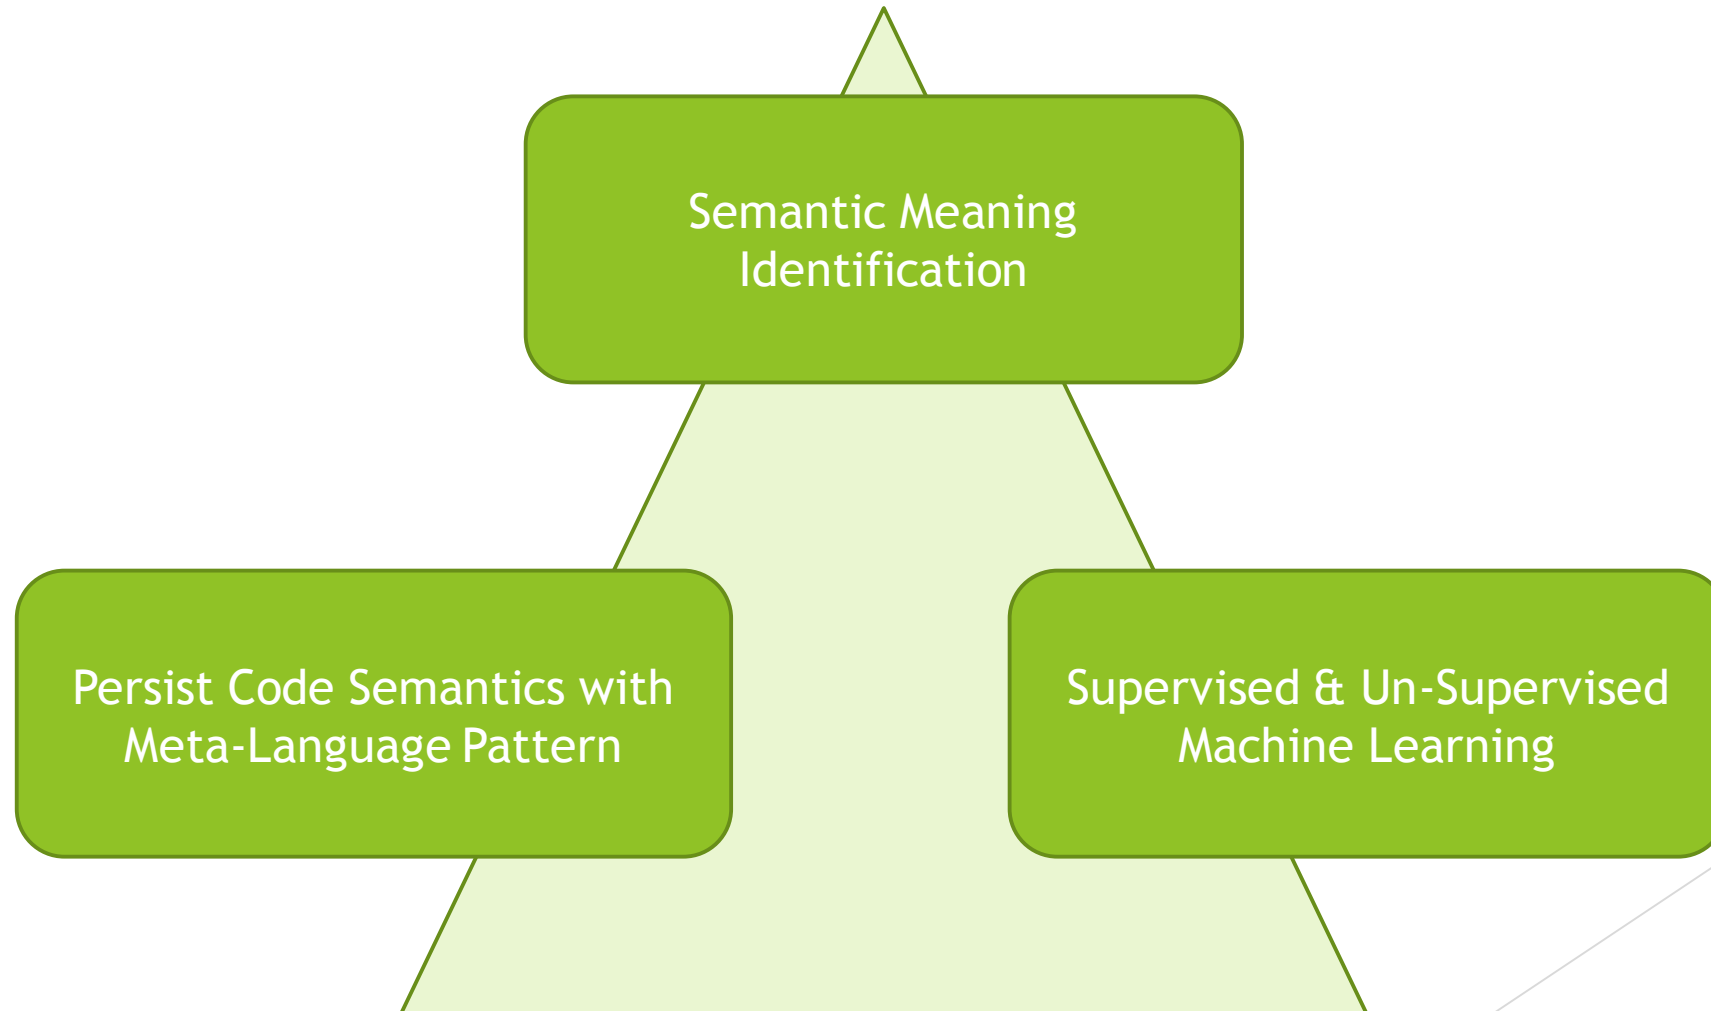 Semantic Meaning
Identification
Persist Code Semantics with
Meta-Language Pattern
Supervised & Un-Supervised
Machine Learning